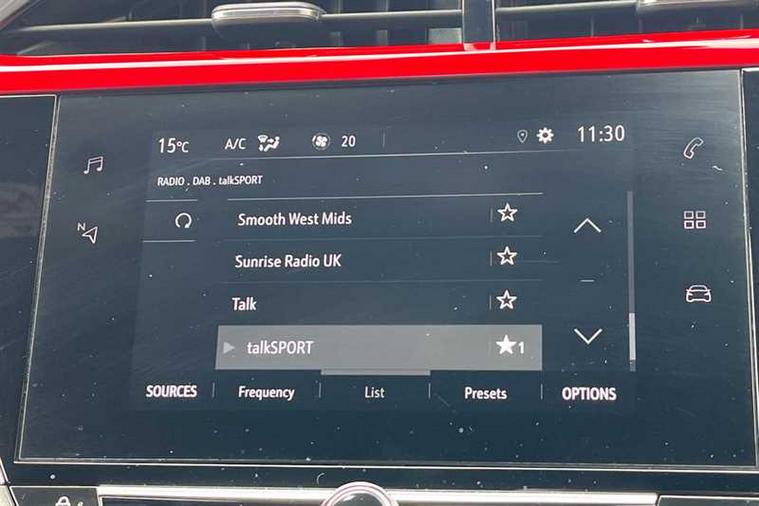 15°C A/C 20 11:30
RADIO . DAB . talkSPORT
Smooth West Mids
Sunrise Radio UK
Talk
talkSPORT 1
SOURCES Frequency List Presets OPTIONS
N